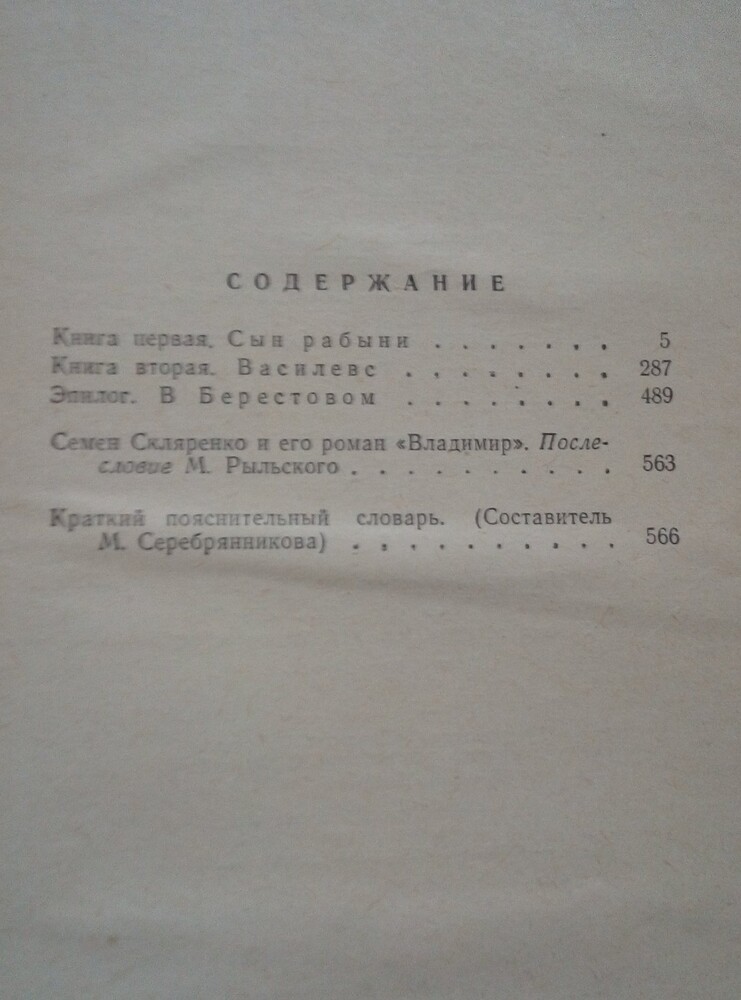 СОДЕРЖАНИЕ
Книга первая. Сын рабыни . . . . . . . 5
Книга вторая. Василевс . . . . . . . . 287
Эпилог. В Берестовом . . . . . . . . 489
Семен Скляренко и его роман «Владимир». После-
словие М. Рыльского . . . . . . . . . . 563
Краткий пояснительный словарь. (Составитель
М. Серебрянникова) . . . . . . . . . . 566